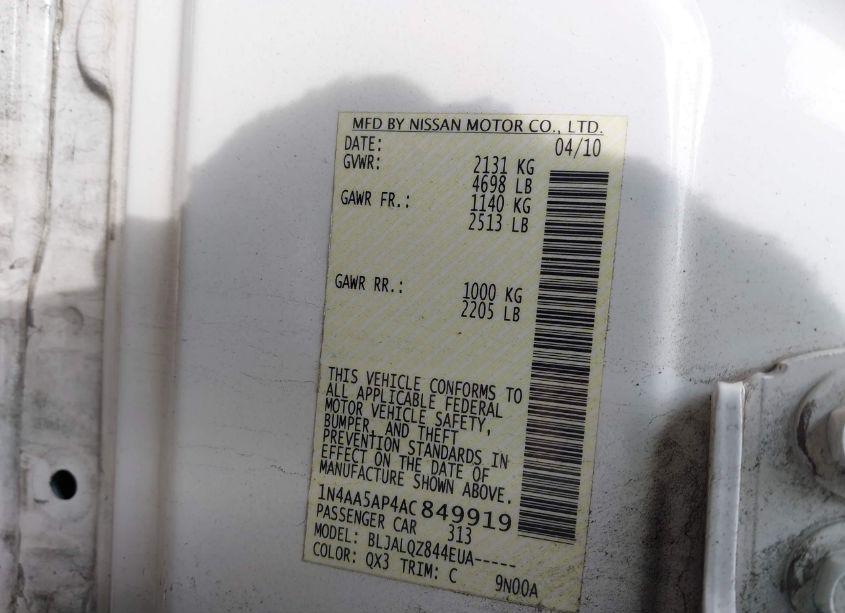 MFD BY NISSAN MOTOR CO., LTD.
DATE: 04/10
GVWR: 2131 KG
4698 LB
GAWR FR.: 1140 KG
2513 LB
GAWR RR.: 1000 KG
2205 LB
THIS VEHICLE CONFORMS TO
ALL APPLICABLE FEDERAL
MOTOR VEHICLE SAFETY,
BUMPER, AND THEFT
PREVENTION STANDARDS IN
EFFECT ON THE DATE OF
MANUFACTURE SHOWN ABOVE.
1N4AA5AP4AC849919
PASSENGER CAR 313
MODEL: BLJALQZ844EUA-----
COLOR: QX3 TRIM: C 9N00A